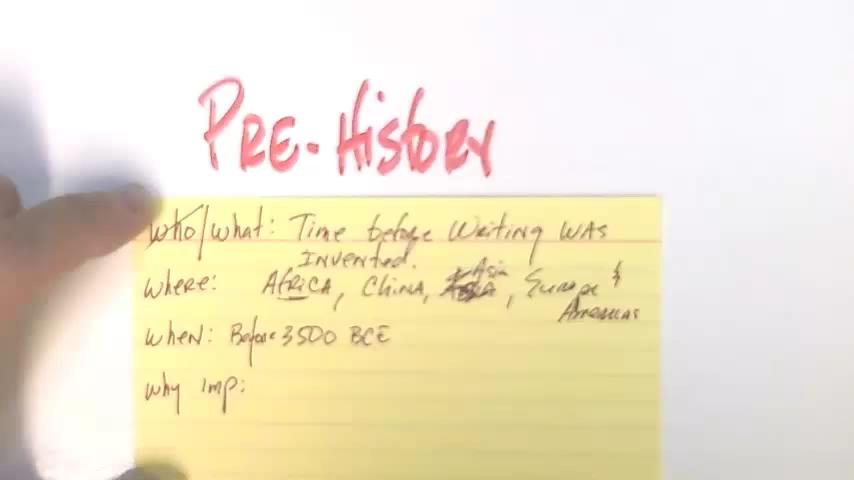 PRE-HISTORY
Who/What: Time before Writing WAS
INVENTED.
Where: AFRICA, CHINA, Asia, Europe &
Americas
When: Before 3500 BCE
Why imp: